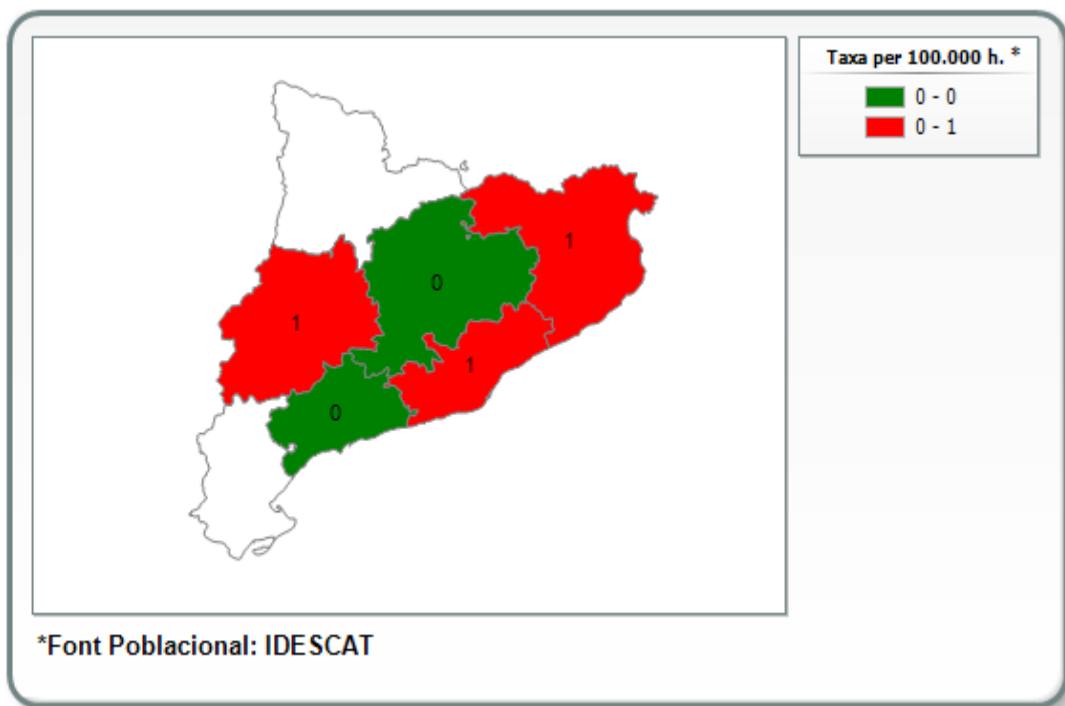 Taxa per 100.000 h. *
0 - 0
0 - 1
1
0
1
1
0
*Font Poblacional: IDESCAT